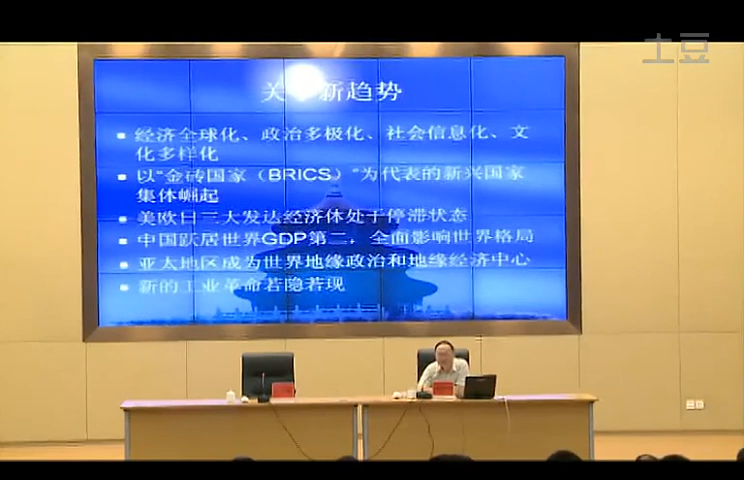 土豆
关 新趋势
▪ 经济全球化、政治多极化、社会信息化、文
化多样化
▪ 以“金砖国家（BRICS）”为代表的新兴国家
集体崛起
▪ 美欧日三大发达经济体处于停滞状态
▪ 中国跃居世界GDP第二，全面影响世界格局
▪ 亚太地区成为世界地缘政治和地缘经济中心
▪ 新的工业革命若隐若现